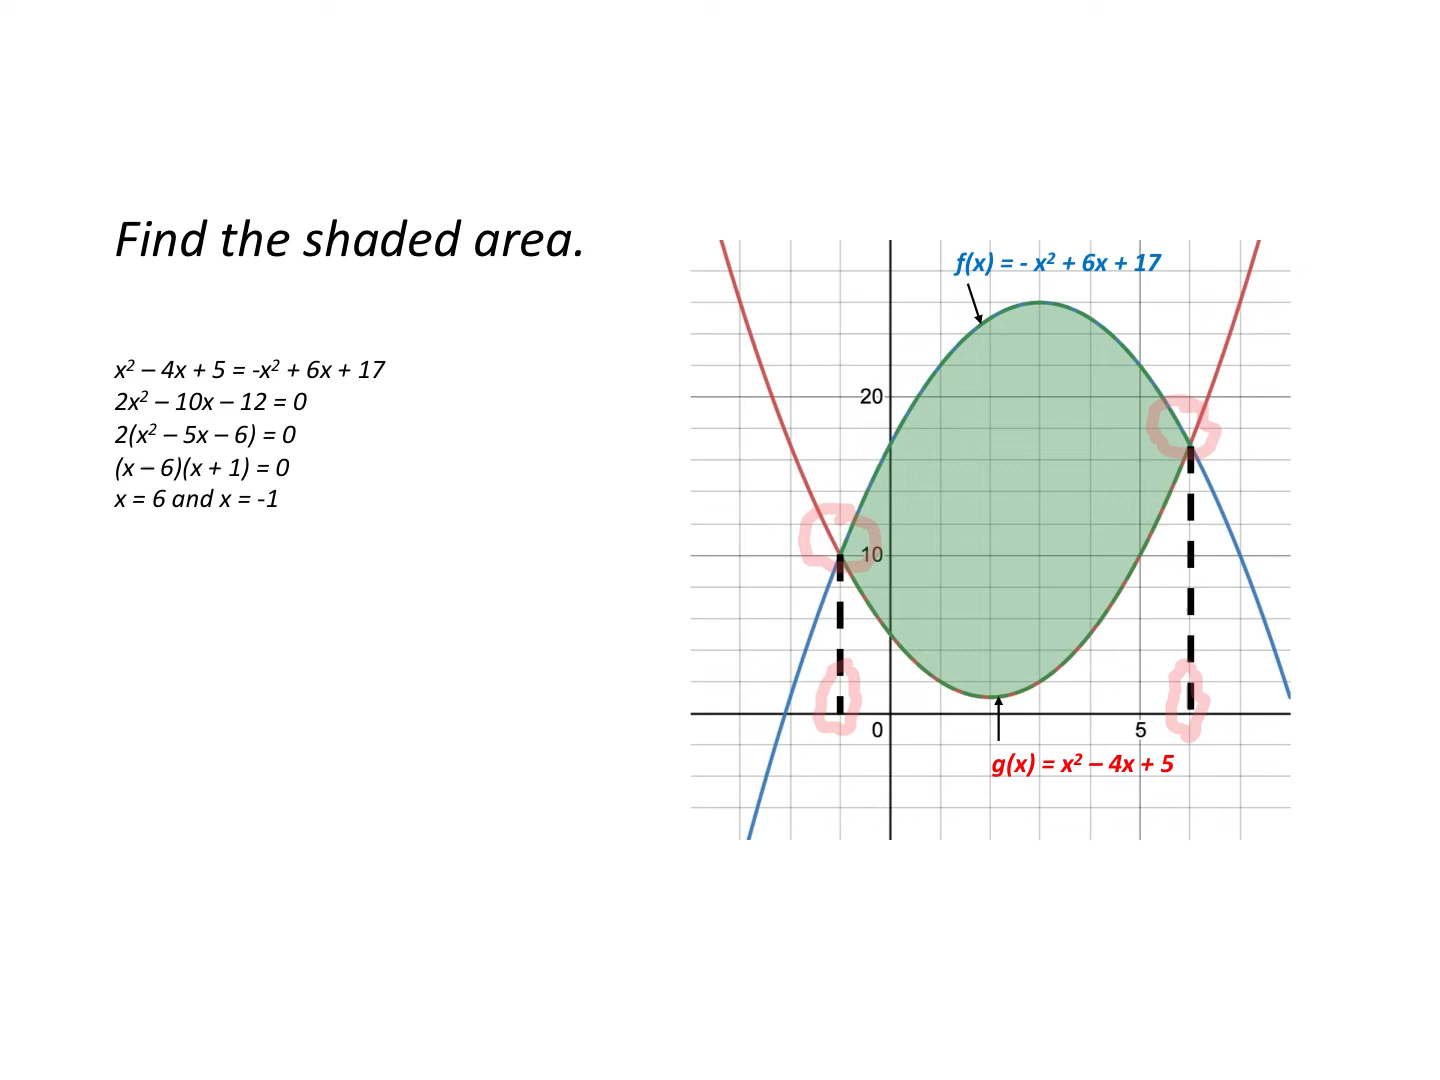 Find the shaded area.
x² – 4x + 5 = -x² + 6x + 17
2x² – 10x – 12 = 0
2(x² – 5x – 6) = 0
(x – 6)(x + 1) = 0
x = 6 and x = -1
f(x) = - x² + 6x + 17
20
10
0
5
g(x) = x² – 4x + 5